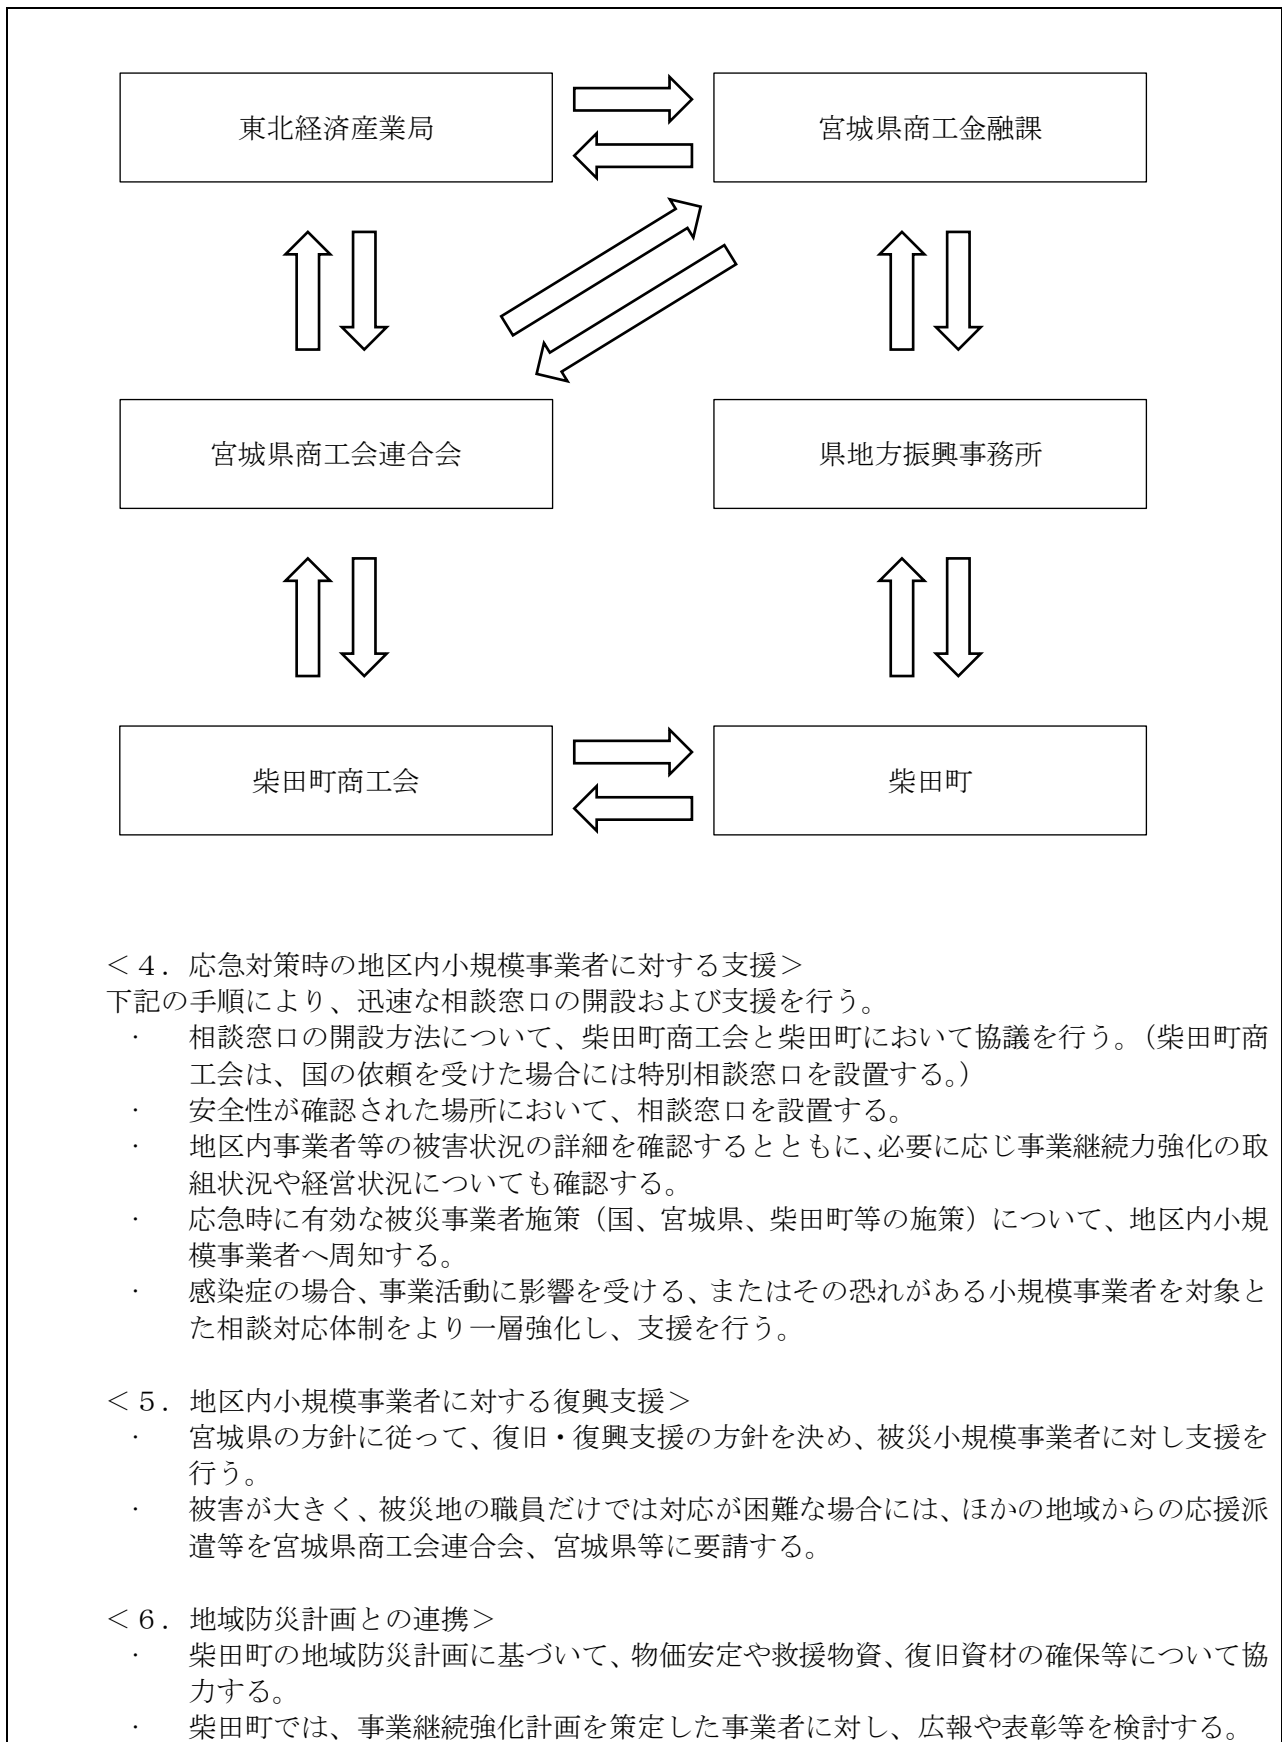 東北経済産業局
宮城県商工金融課
宮城県商工会連合会
県地方振興事務所
柴田町商工会
柴田町
＜４．応急対策時の地区内小規模事業者に対する支援＞
下記の手順により、迅速な相談窓口の開設および支援を行う。
・ 相談窓口の開設方法について、柴田町商工会と柴田町において協議を行う。（柴田町商
工会は、国の依頼を受けた場合には特別相談窓口を設置する。）
・ 安全性が確認された場所において、相談窓口を設置する。
・ 地区内事業者等の被害状況の詳細を確認するとともに、必要に応じ事業継続力強化の取
組状況や経営状況についても確認する。
・ 応急時に有効な被災事業者施策（国、宮城県、柴田町等の施策）について、地区内小規
模事業者へ周知する。
・ 感染症の場合、事業活動に影響を受ける、またはその恐れがある小規模事業者を対象と
た相談対応体制をより一層強化し、支援を行う。
＜５．地区内小規模事業者に対する復興支援＞
・ 宮城県の方針に従って、復旧・復興支援の方針を決め、被災小規模事業者に対し支援を
行う。
・ 被害が大きく、被災地の職員だけでは対応が困難な場合には、ほかの地域からの応援派
遣等を宮城県商工会連合会、宮城県等に要請する。
＜６．地域防災計画との連携＞
・ 柴田町の地域防災計画に基づいて、物価安定や救援物資、復旧資材の確保等について協
力する。
・ 柴田町では、事業継続強化計画を策定した事業者に対し、広報や表彰等を検討する。